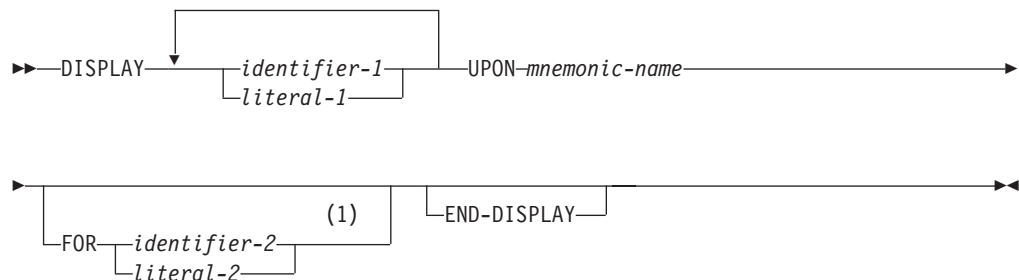 DISPLAY identifier-1 UPON mnemonic-name
literal-1
(1) END-DISPLAY
FOR identifier-2
literal-2